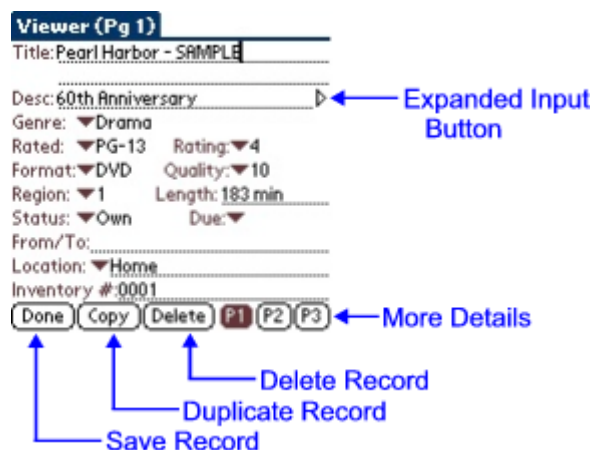 Viewer (Pg 1)
Title: Pearl Harbor - SAMPLE
Desc: 60th Anniversary
Expanded Input
Button
Genre: Drama
Rated: PG-13 Rating: 4
Format: DVD Quality: 10
Region: 1 Length: 183 min
Status: Own Due:
From/To:
Location: Home
Inventory #: 0001
Done Copy Delete P1 P2 P3 More Details
Delete Record
Duplicate Record
Save Record